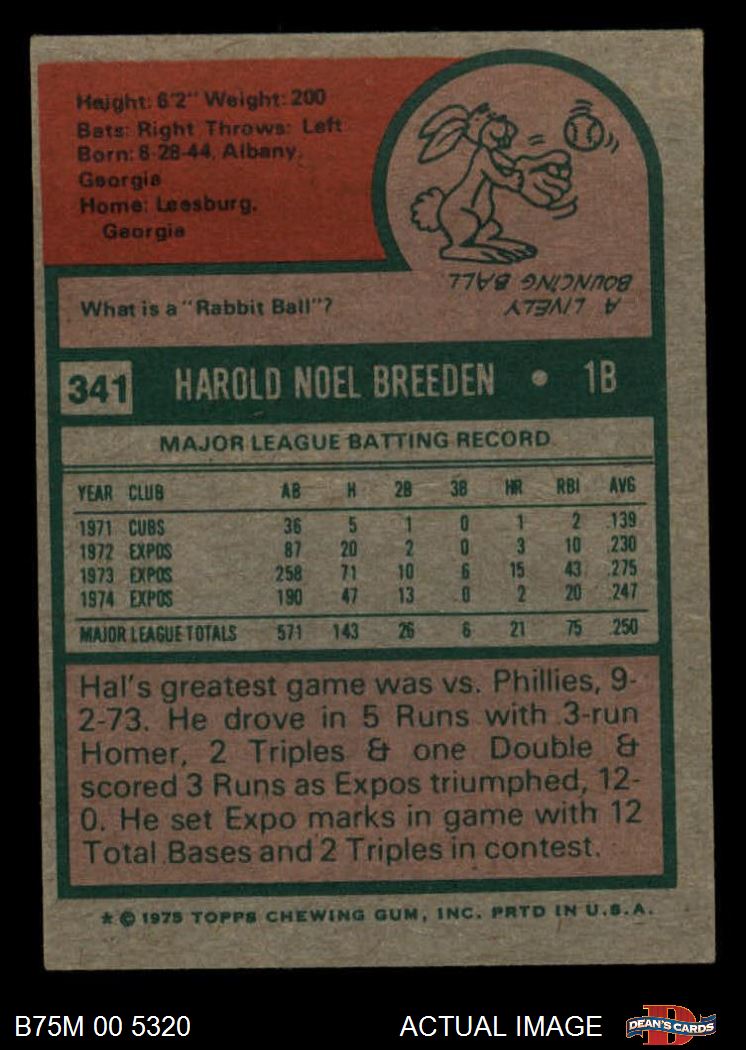 Height: 6'2" Weight: 200
Bats: Right Throws: Left
Born: 6-28-44, Albany,
Georgia
Home: Leesburg,
Georgia
A LIVELY
BOUNCING BALL
What is a "Rabbit Ball"?
341 HAROLD NOEL BREEDEN • 1B
MAJOR LEAGUE BATTING RECORD
YEAR CLUB AB H 2B 3B HR RBI AVG
1971 CUBS 36 5 1 0 1 2 .139
1972 EXPOS 87 20 2 0 3 10 .230
1973 EXPOS 258 71 10 6 15 43 .275
1974 EXPOS 190 47 13 0 2 20 .247
MAJOR LEAGUE TOTALS 571 143 26 6 21 75 .250
Hal's greatest game was vs. Phillies, 9-
2-73. He drove in 5 Runs with 3-run
Homer, 2 Triples & one Double &
scored 3 Runs as Expos triumphed, 12-
0. He set Expo marks in game with 12
Total Bases and 2 Triples in contest.
* © 1975 TOPPS CHEWING GUM, INC. PRTD IN U.S.A.
B75M 00 5320 ACTUAL IMAGE DEAN'S CARDS